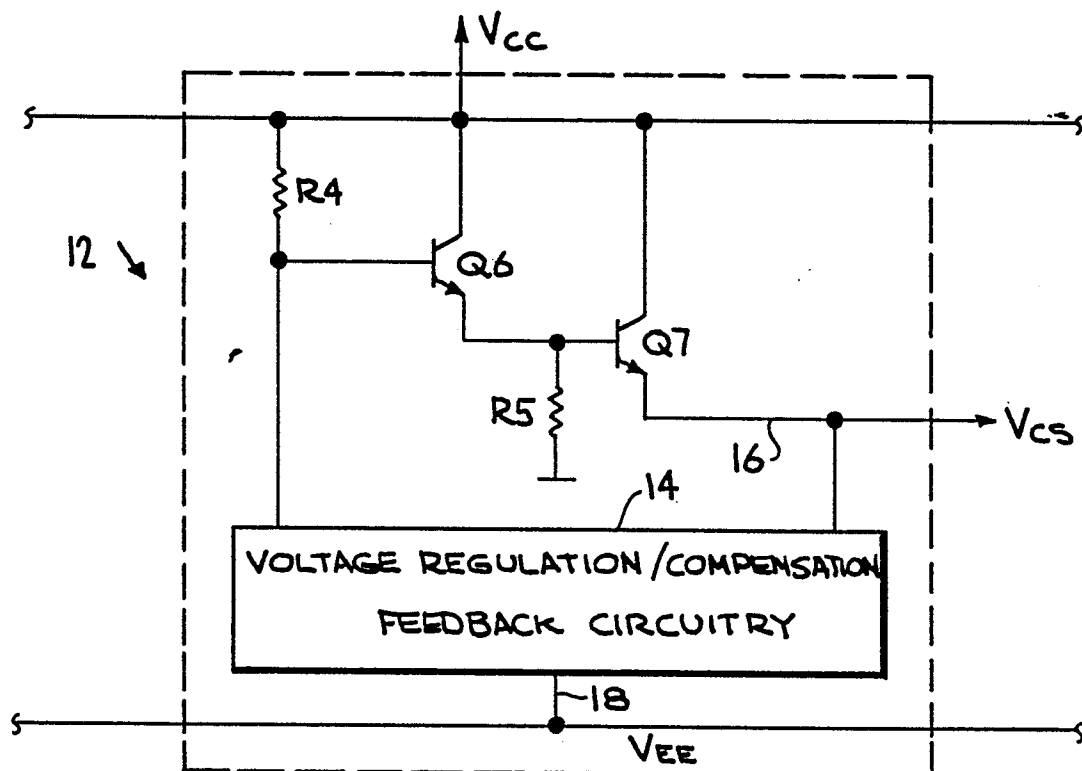 VCC
R4
12
Q6
Q7
R5
16
VCS
14
VOLTAGE REGULATION/COMPENSATION
FEEDBACK CIRCUITRY
18
VEE